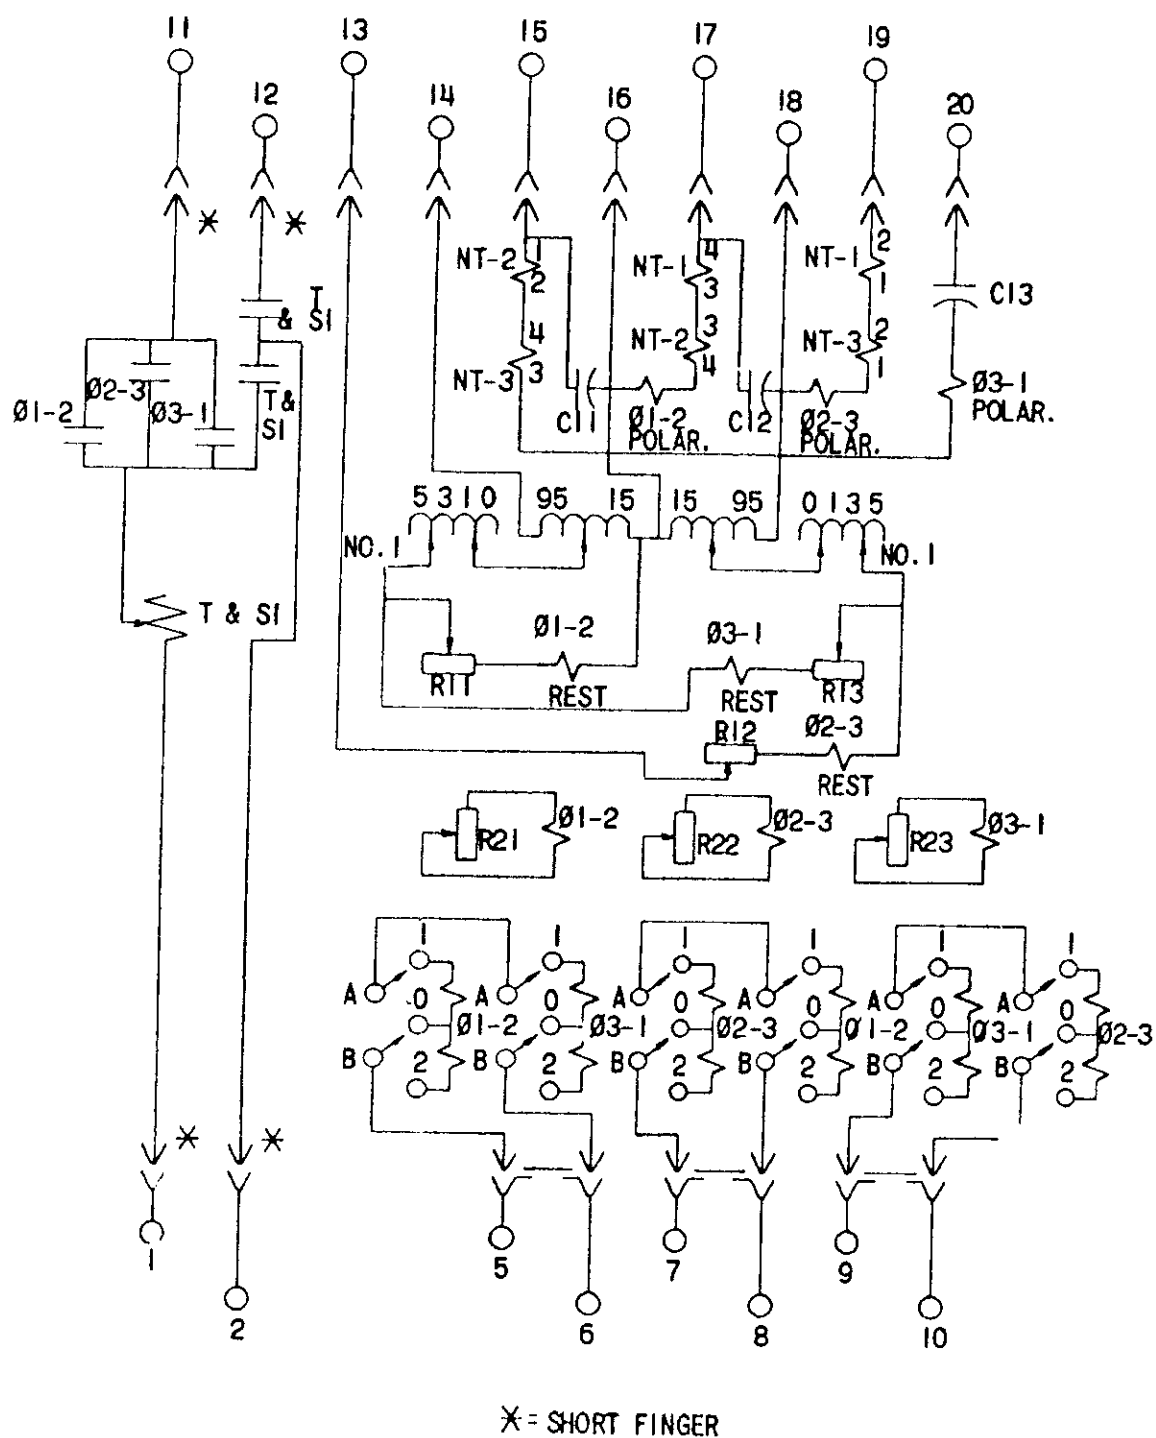 11 13 15 17 19
12 14 16 18 20
* *
NT-2 1 2 NT-1 4 3 NT-1 2 1
T & S1
C13
Ø2-3
NT-3 4 3 NT-2 3 4 NT-3 2 1
Ø1-2 Ø3-1 T & S1
C11 Ø1-2 POLAR. C12 Ø2-3 POLAR. Ø3-1 POLAR.
5 3 1 0 95 15 15 95 0 1 3 5
NO. 1 NO. 1
T & S1
Ø1-2 Ø3-1
R11 REST REST R13
R12 Ø2-3
REST
R21 Ø1-2 R22 Ø2-3 R23 Ø3-1
1 1 1 1 1 1
A 0 A 0 A 0 A 0 A 0 A 0
Ø1-2 Ø3-1 Ø2-3 Ø1-2 Ø3-1 Ø2-3
B 2 B 2 B 2 B 2 B 2 B 2
* *
1 5 7 9
2 6 8 10
* = SHORT FINGER